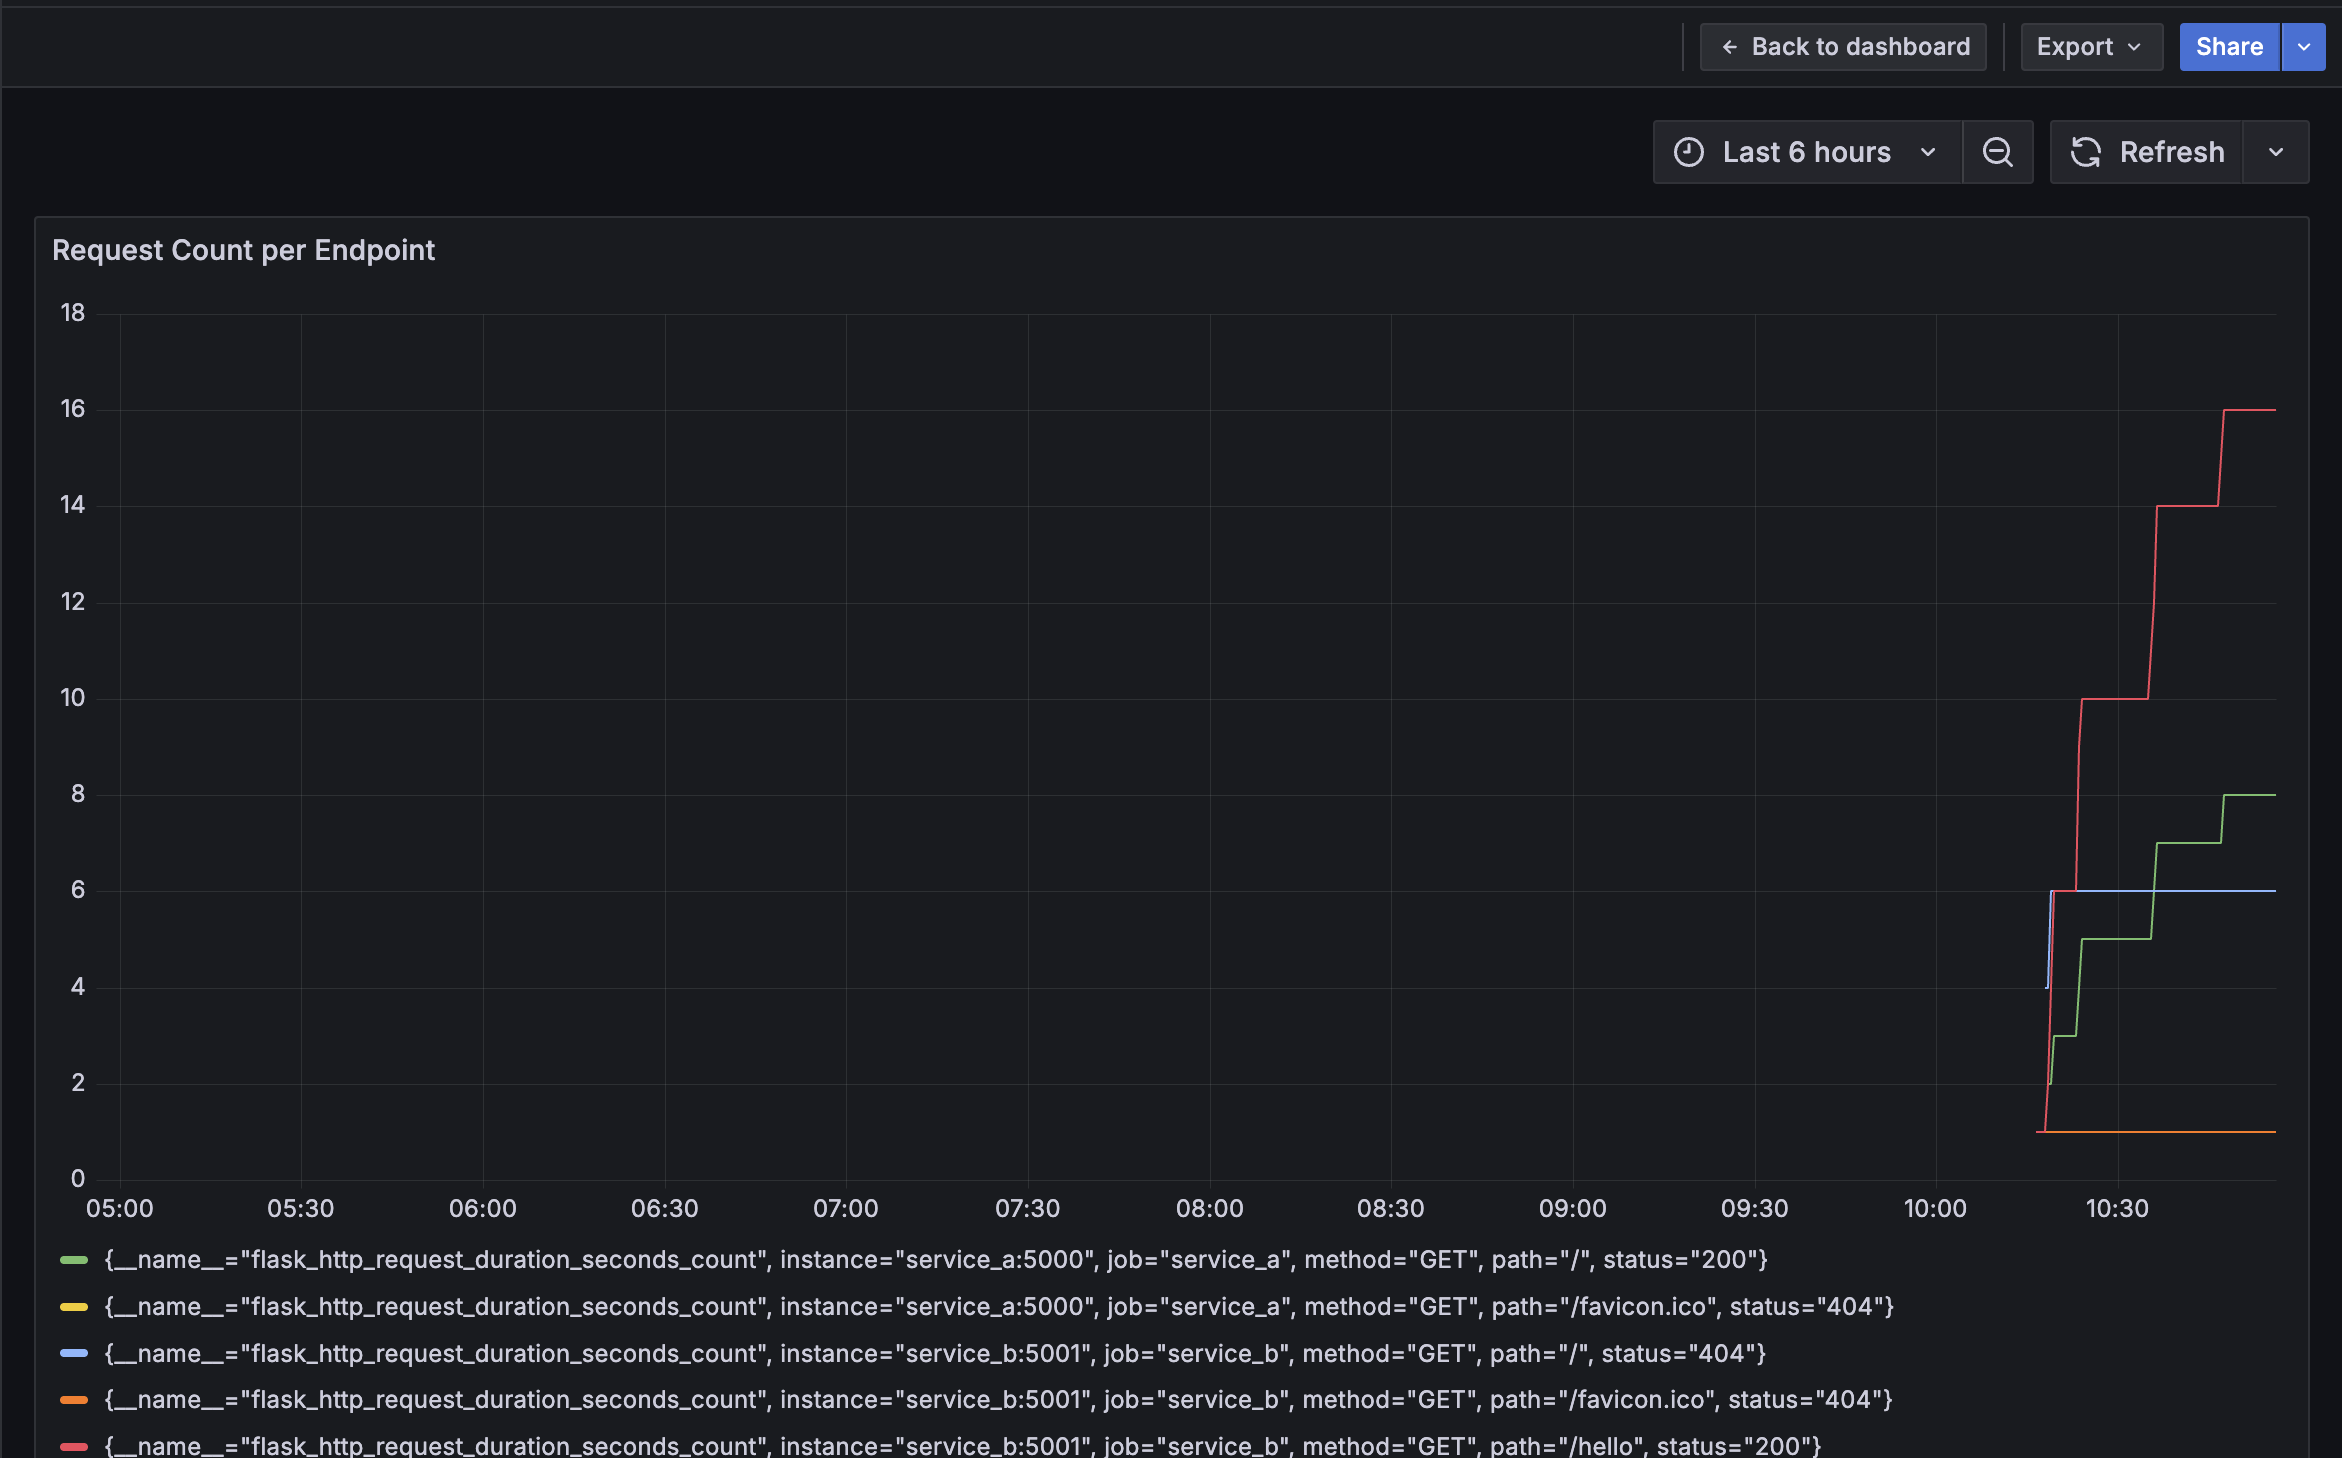 ← Back to dashboard Export Share
Last 6 hours Refresh
Request Count per Endpoint
18
16
14
12
10
8
6
4
2
0
05:00 05:30 06:00 06:30 07:00 07:30 08:00 08:30 09:00 09:30 10:00 10:30
{__name__="flask_http_request_duration_seconds_count", instance="service_a:5000", job="service_a", method="GET", path="/", status="200"}
{__name__="flask_http_request_duration_seconds_count", instance="service_a:5000", job="service_a", method="GET", path="/favicon.ico", status="404"}
{__name__="flask_http_request_duration_seconds_count", instance="service_b:5001", job="service_b", method="GET", path="/", status="404"}
{__name__="flask_http_request_duration_seconds_count", instance="service_b:5001", job="service_b", method="GET", path="/favicon.ico", status="404"}
{__name__="flask_http_request_duration_seconds_count", instance="service_b:5001", job="service_b", method="GET", path="/hello", status="200"}